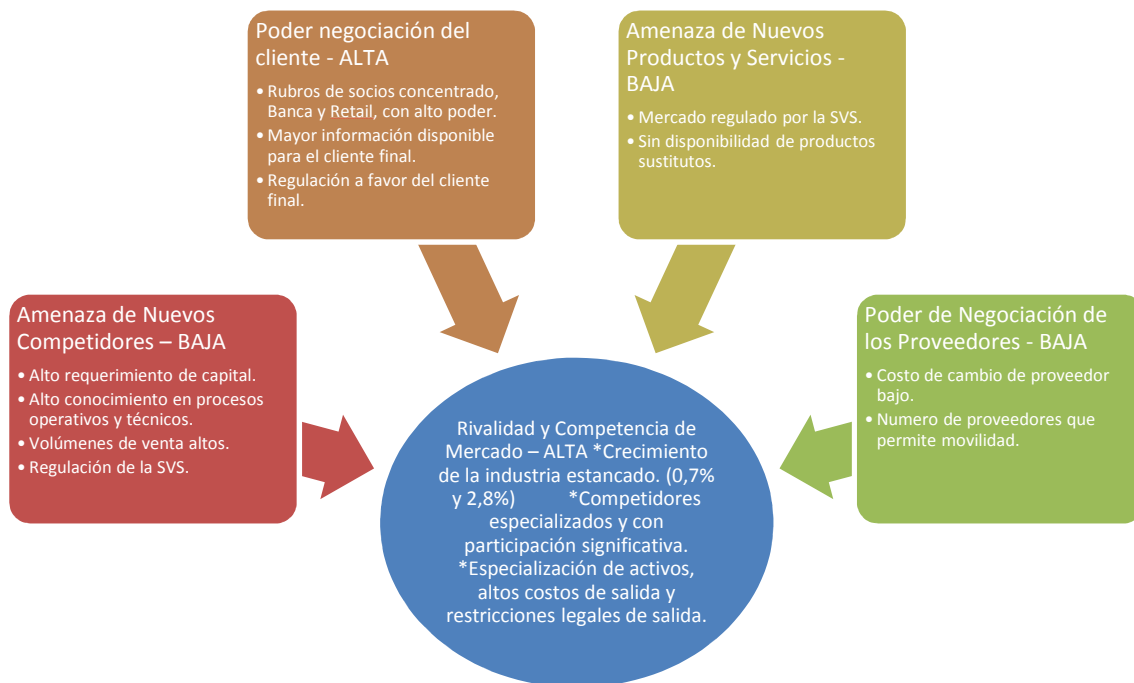 Poder negociación del
cliente - ALTA
• Rubros de socios concentrado,
Banca y Retail, con alto poder.
• Mayor información disponible
para el cliente final.
• Regulación a favor del cliente
final.
Amenaza de Nuevos
Productos y Servicios -
BAJA
• Mercado regulado por la SVS.
• Sin disponibilidad de productos
sustitutos.
Amenaza de Nuevos
Competidores – BAJA
• Alto requerimiento de capital.
• Alto conocimiento en procesos
operativos y técnicos.
• Volúmenes de venta altos.
• Regulación de la SVS.
Poder de Negociación de
los Proveedores - BAJA
• Costo de cambio de proveedor
bajo.
• Numero de proveedores que
permite movilidad.
Rivalidad y Competencia de
Mercado – ALTA *Crecimiento
de la industria estancado. (0,7%
y 2,8%) *Competidores
especializados y con
participación significativa.
*Especialización de activos,
altos costos de salida y
restricciones legales de salida.